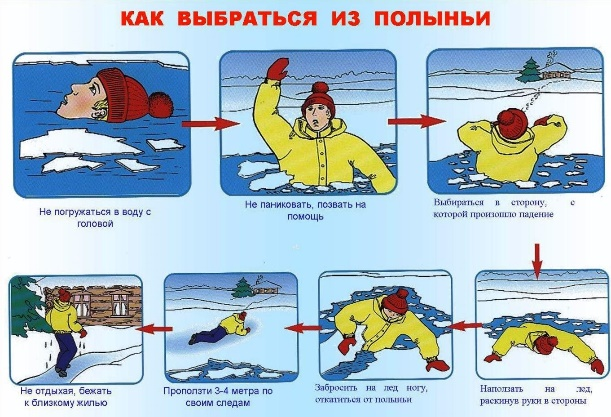 КАК ВЫБРАТЬСЯ ИЗ ПОЛЫНЬИ
Не погружаться в воду с
головой
Не паниковать, позвать на
помощь
Выбираться в сторону, с
которой произошло падение
Наползать на лед,
раскинув руки в стороны
Забросить на лед ногу,
откатиться от полыньи
Проползти 3-4 метра по
своим следам
Не отдыхая, бежать
к близкому жилью